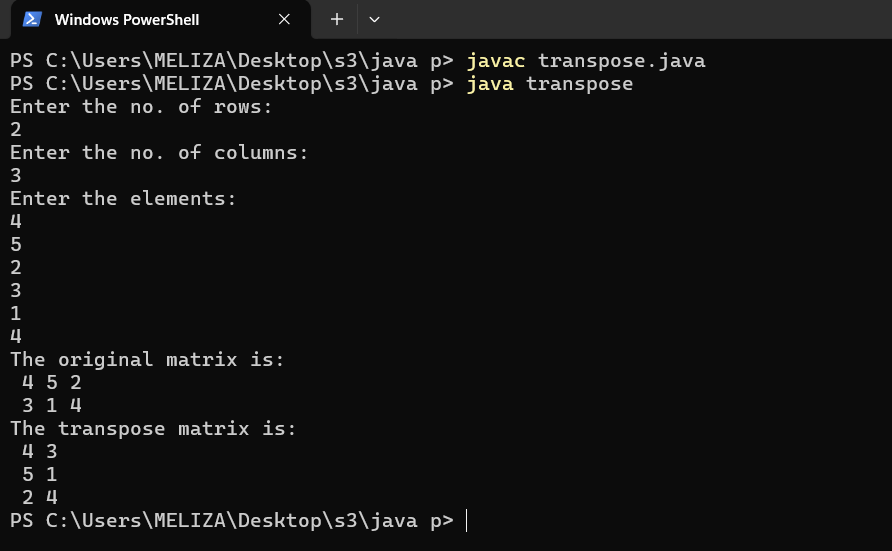 Windows PowerShell
PS C:\Users\MELIZA\Desktop\s3\java p> javac transpose.java
PS C:\Users\MELIZA\Desktop\s3\java p> java transpose
Enter the no. of rows:
2
Enter the no. of columns:
3
Enter the elements:
4
5
2
3
1
4
The original matrix is:
 4 5 2
 3 1 4
The transpose matrix is:
 4 3
 5 1
 2 4
PS C:\Users\MELIZA\Desktop\s3\java p>